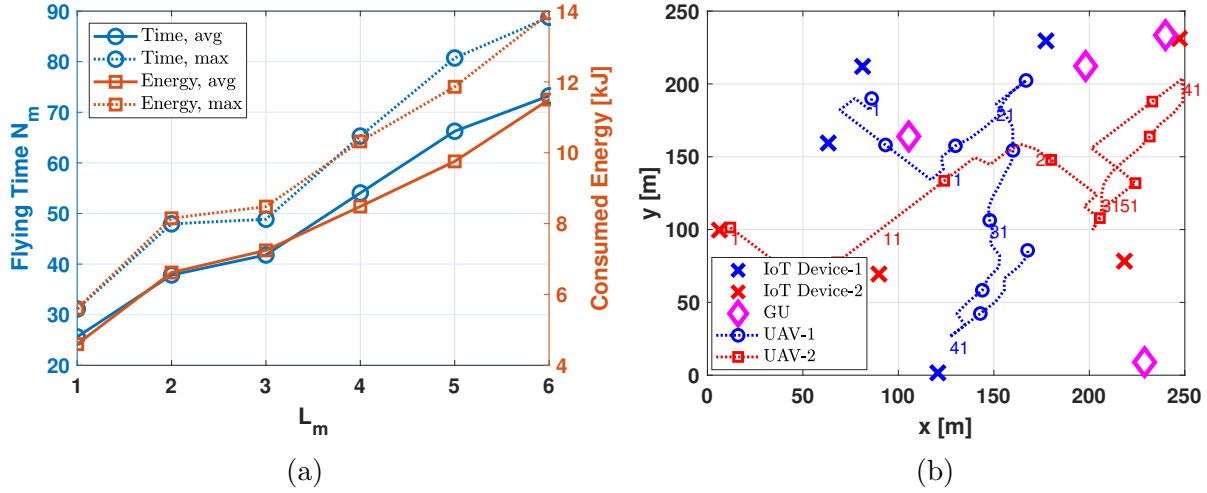 90
80
70
60
50
40
30
20
Flying Time N_m
14
12
10
8
6
4
Consumed Energy [kJ]
Time, avg
Time, max
Energy, avg
Energy, max
1 2 3 4 5 6
L_m
(a)
250
200
150
100
50
0
y [m]
1
21
41
1
2
1
11
31
3151
41
IoT Device-1
IoT Device-2
GU
UAV-1
UAV-2
0 50 100 150 200 250
x [m]
(b)